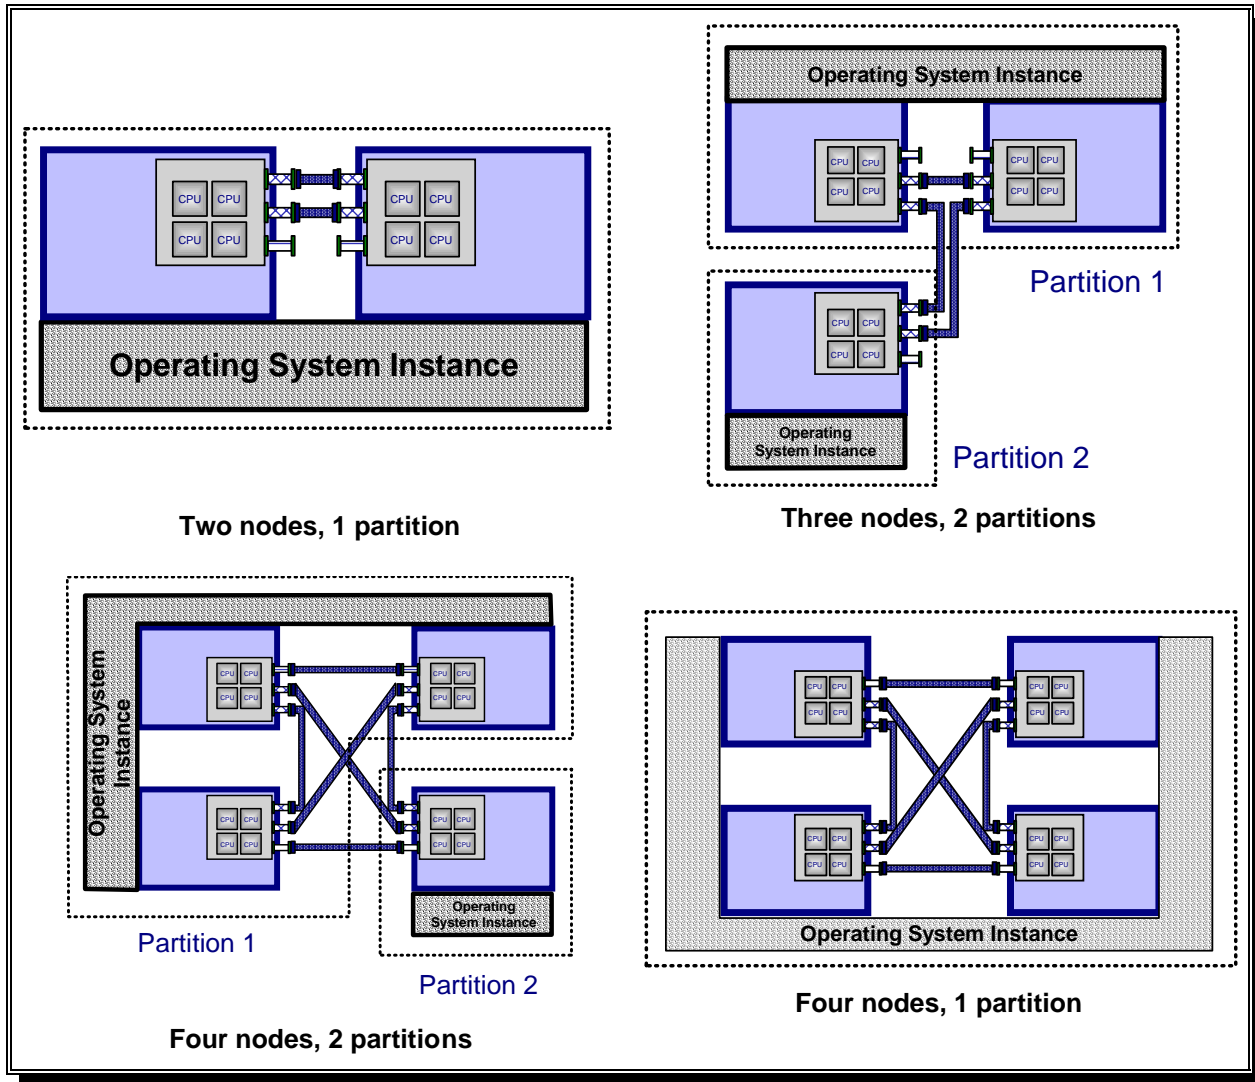 CPU CPU
CPU CPU
CPU CPU
CPU CPU
Operating System Instance
Two nodes, 1 partition
Operating System Instance
CPU CPU
CPU CPU
CPU CPU
CPU CPU
Partition 1
CPU CPU
CPU CPU
Operating
System Instance
Partition 2
Three nodes, 2 partitions
Operating System
Instance
CPU CPU
CPU CPU
CPU CPU
CPU CPU
CPU CPU
CPU CPU
CPU CPU
CPU CPU
Operating
System Instance
Partition 1
Partition 2
Four nodes, 2 partitions
CPU CPU
CPU CPU
CPU CPU
CPU CPU
CPU CPU
CPU CPU
CPU CPU
CPU CPU
Operating System Instance
Four nodes, 1 partition